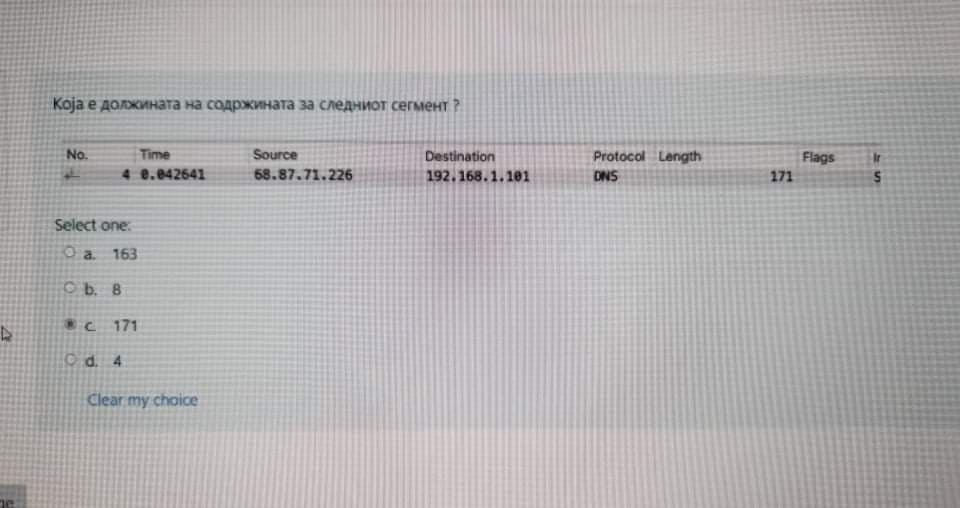 Која е должината на содржината за следниот сегмент ?
No. Time Source Destination Protocol Length Flags Ir
4 0.042641 68.87.71.226 192.168.1.101 DNS 171 S
Select one:
a. 163
b. 8
c. 171
d. 4
Clear my choice